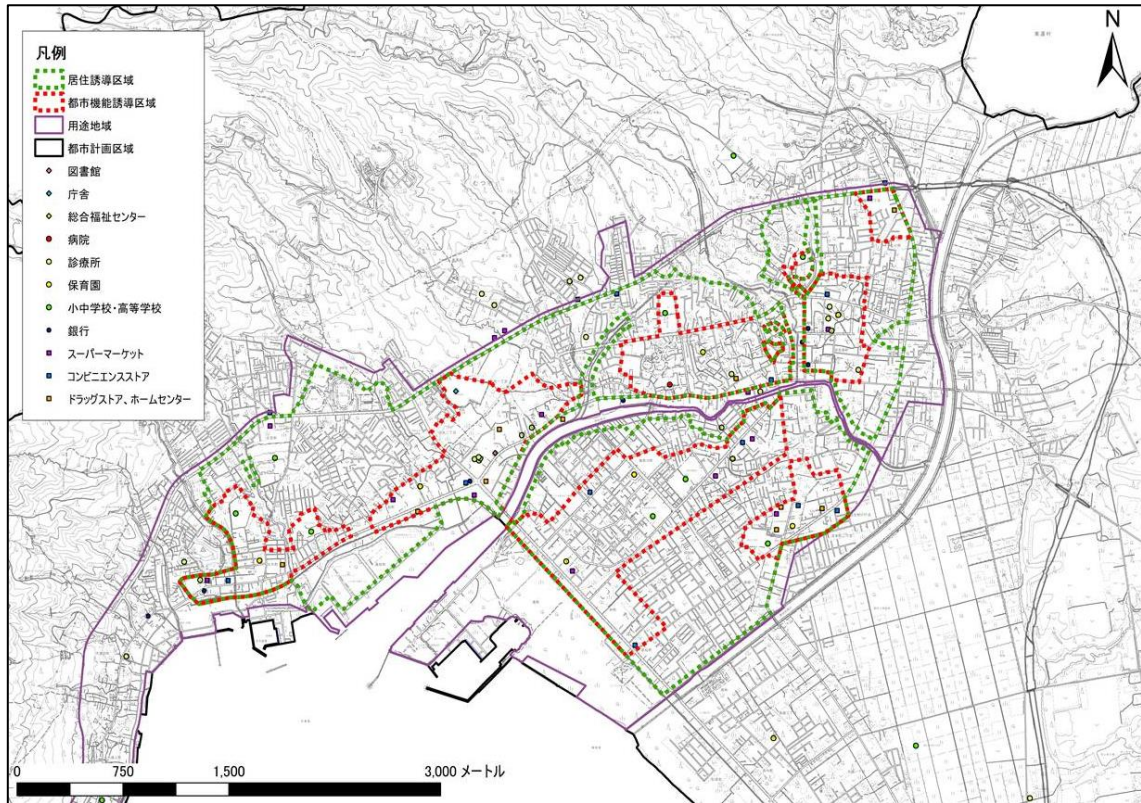 N
凡例
居住誘導区域
都市機能誘導区域
用途地域
都市計画区域
図書館
庁舎
総合福祉センター
病院
診療所
保育園
小中学校・高等学校
銀行
スーパーマーケット
コンビニエンスストア
ドラッグストア、ホームセンター
0 750 1,500 3,000 メートル